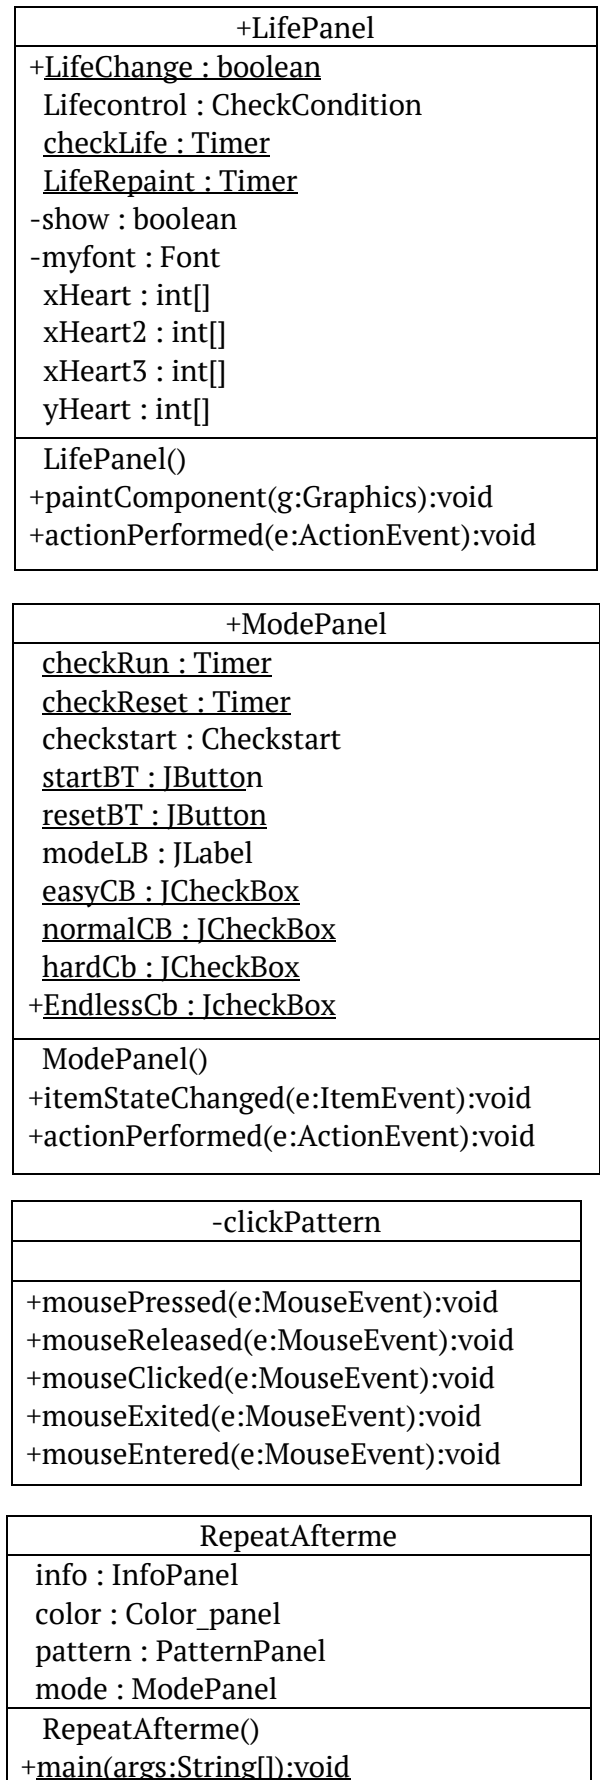 +LifePanel
+LifeChange : boolean
Lifecontrol : CheckCondition
checkLife : Timer
LifeRepaint : Timer
-show : boolean
-myfont : Font
xHeart : int[]
xHeart2 : int[]
xHeart3 : int[]
yHeart : int[]
LifePanel()
+paintComponent(g:Graphics):void
+actionPerformed(e:ActionEvent):void
+ModePanel
checkRun : Timer
checkReset : Timer
checkstart : Checkstart
startBT : JButton
resetBT : JButton
modeLB : JLabel
easyCB : JCheckBox
normalCB : JCheckBox
hardCb : JCheckBox
+EndlessCb : JcheckBox
ModePanel()
+itemStateChanged(e:ItemEvent):void
+actionPerformed(e:ActionEvent):void
-clickPattern
+mousePressed(e:MouseEvent):void
+mouseReleased(e:MouseEvent):void
+mouseClicked(e:MouseEvent):void
+mouseExited(e:MouseEvent):void
+mouseEntered(e:MouseEvent):void
RepeatAfterme
info : InfoPanel
color : Color_panel
pattern : PatternPanel
mode : ModePanel
RepeatAfterme()
+main(args:String[]):void